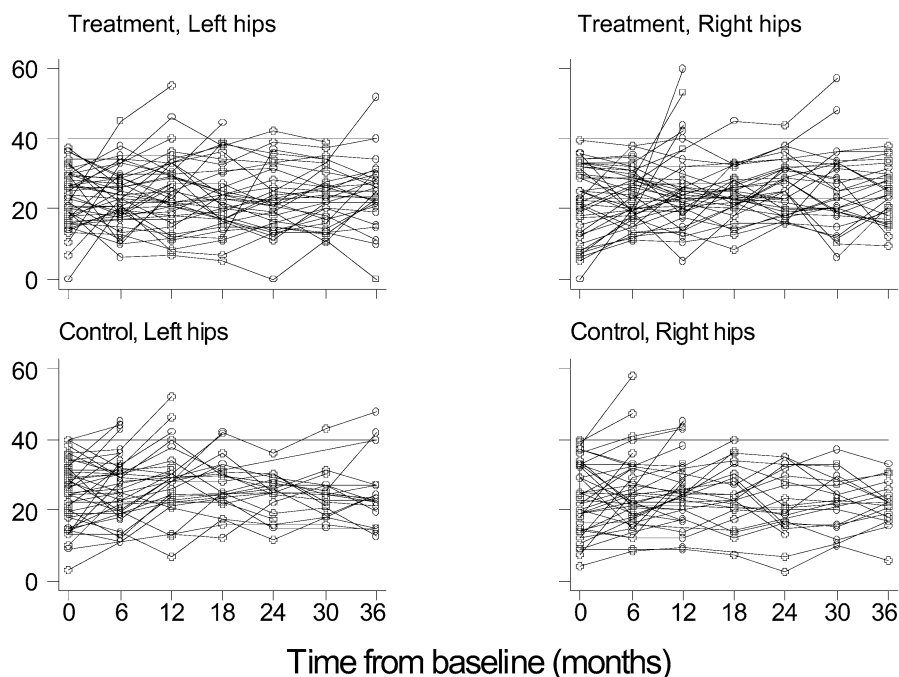 Treatment, Left hips
Treatment, Right hips
60
40
20
0
Control, Left hips
Control, Right hips
60
40
20
0
0 6 12 18 24 30 36
0 6 12 18 24 30 36
Time from baseline (months)